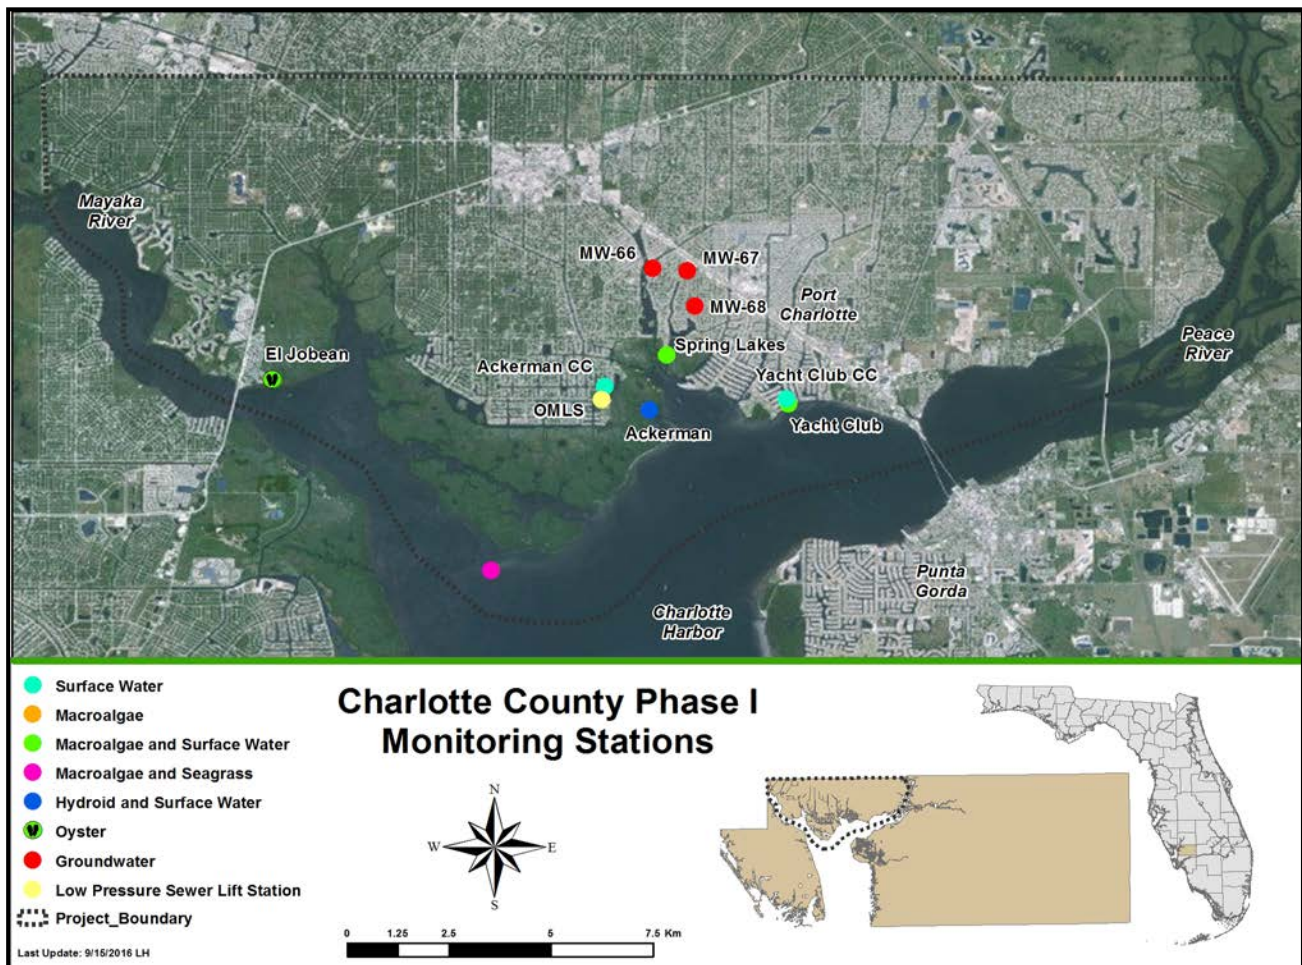 Mayaka
River
El Jobean
MW-66
MW-67
MW-68
Port
Charlotte
Spring Lakes
Peace
River
Ackerman CC
Yacht Club CC
OMLS
Ackerman
Yacht Club
Punta
Gorda
Charlotte
Harbor
Surface Water
Macroalgae
Macroalgae and Surface Water
Macroalgae and Seagrass
Hydroid and Surface Water
Oyster
Groundwater
Low Pressure Sewer Lift Station
Project_Boundary
Last Update: 9/15/2016 LH
Charlotte County Phase I
Monitoring Stations
N
W
E
S
0 1.25 2.5 5 7.5 Km